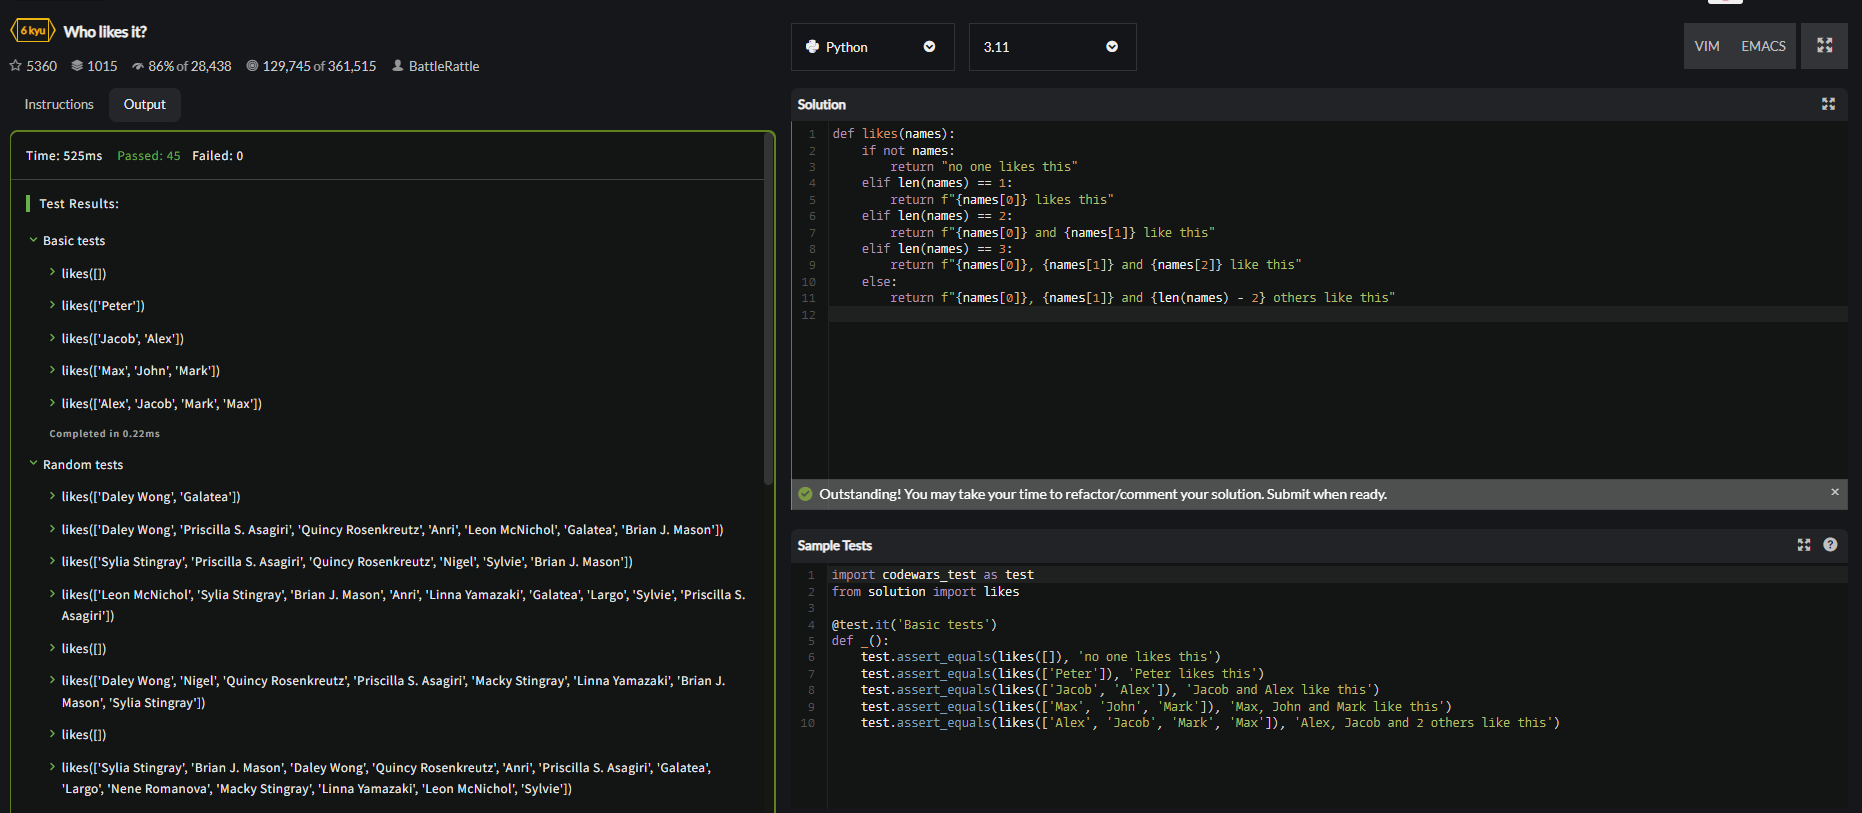 6 kyu Who likes it?
5360 1015 86% of 28,438 129,745 of 361,515 BattleRattle
Instructions Output
Time: 525ms Passed: 45 Failed: 0
Test Results:
Basic tests
likes([])
likes(['Peter'])
likes(['Jacob', 'Alex'])
likes(['Max', 'John', 'Mark'])
likes(['Alex', 'Jacob', 'Mark', 'Max'])
Completed in 0.22ms
Random tests
likes(['Daley Wong', 'Galatea'])
likes(['Daley Wong', 'Priscilla S. Asagiri', 'Quincy Rosenkreutz', 'Anri', 'Leon McNichol', 'Galatea', 'Brian J. Mason'])
likes(['Sylia Stingray', 'Priscilla S. Asagiri', 'Quincy Rosenkreutz', 'Nigel', 'Sylvie', 'Brian J. Mason'])
likes(['Leon McNichol', 'Sylia Stingray', 'Brian J. Mason', 'Anri', 'Linna Yamazaki', 'Galatea', 'Largo', 'Sylvie', 'Priscilla S.
Asagiri'])
likes([])
likes(['Daley Wong', 'Nigel', 'Quincy Rosenkreutz', 'Priscilla S. Asagiri', 'Macky Stingray', 'Linna Yamazaki', 'Brian J.
Mason', 'Sylia Stingray'])
likes([])
likes(['Sylia Stingray', 'Brian J. Mason', 'Daley Wong', 'Quincy Rosenkreutz', 'Anri', 'Priscilla S. Asagiri', 'Galatea',
'Largo', 'Nene Romanova', 'Macky Stingray', 'Linna Yamazaki', 'Leon McNichol', 'Sylvie'])
Python 3.11 VIM EMACS
Solution
1 def likes(names):
2     if not names:
3         return "no one likes this"
4     elif len(names) == 1:
5         return f"{names[0]} likes this"
6     elif len(names) == 2:
7         return f"{names[0]} and {names[1]} like this"
8     elif len(names) == 3:
9         return f"{names[0]}, {names[1]} and {names[2]} like this"
10     else:
11         return f"{names[0]}, {names[1]} and {len(names) - 2} others like this"
12
Outstanding! You may take your time to refactor/comment your solution. Submit when ready. ×
Sample Tests ?
1 import codewars_test as test
2 from solution import likes
3
4 @test.it('Basic tests')
5 def _():
6     test.assert_equals(likes([]), 'no one likes this')
7     test.assert_equals(likes(['Peter']), 'Peter likes this')
8     test.assert_equals(likes(['Jacob', 'Alex']), 'Jacob and Alex like this')
9     test.assert_equals(likes(['Max', 'John', 'Mark']), 'Max, John and Mark like this')
10     test.assert_equals(likes(['Alex', 'Jacob', 'Mark', 'Max']), 'Alex, Jacob and 2 others like this')